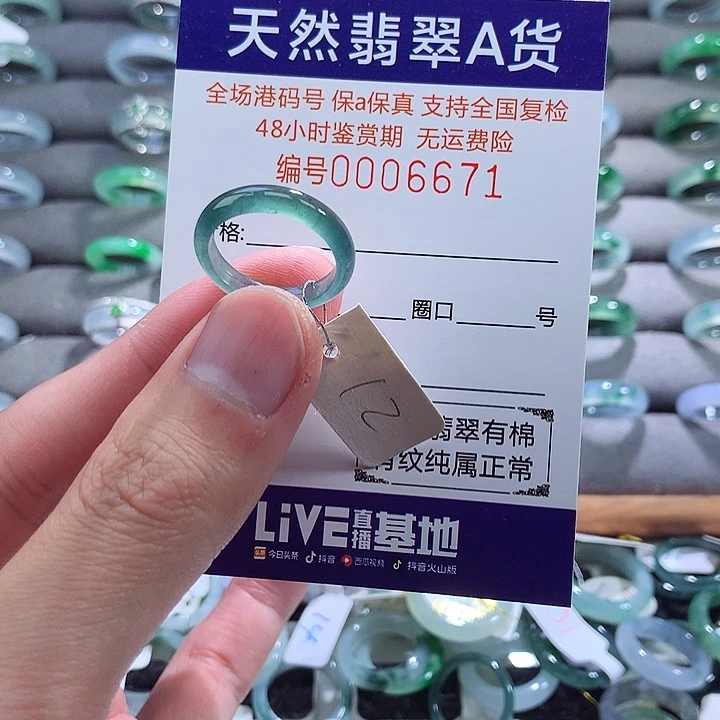 天然翡翠A货
全场港码号 保a保真 支持全国复检
48小时鉴赏期 无运费险
编号0006671
格:
圈口 号
12
翡翠有棉
有纹纯属正常
LiVE直播基地
今日头条 抖音 西瓜视频 抖音火山版